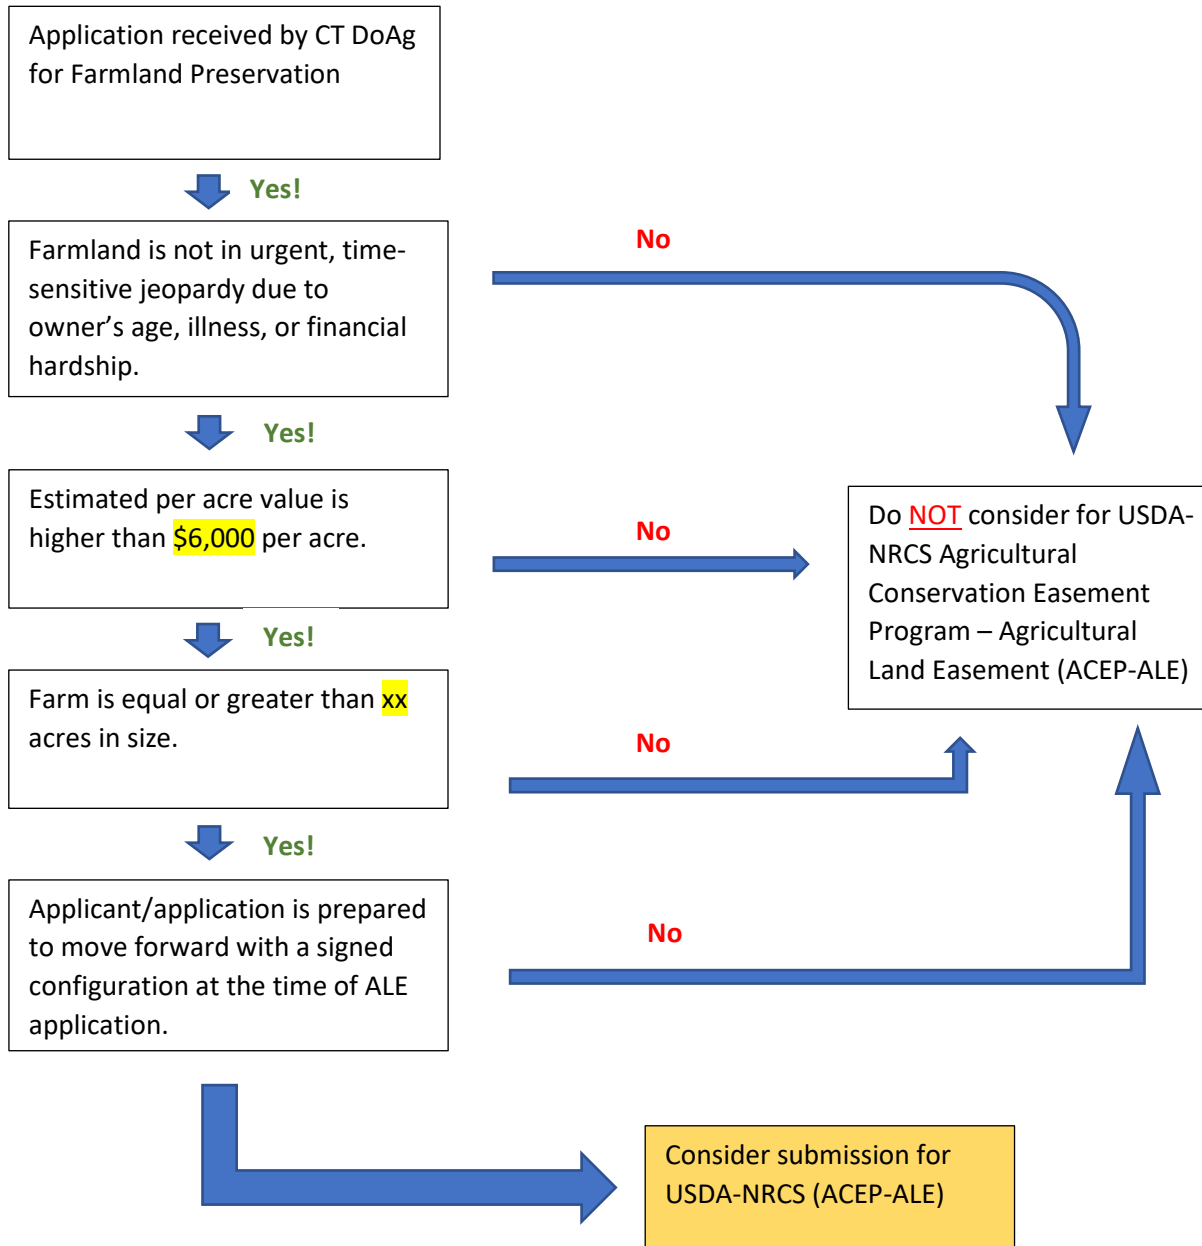 Application received by CT DoAg
for Farmland Preservation
Yes!
Farmland is not in urgent, time-
sensitive jeopardy due to
owner’s age, illness, or financial
hardship.
No
Yes!
Estimated per acre value is
higher than $6,000 per acre.
No
Do NOT consider for USDA-
NRCS Agricultural
Conservation Easement
Program – Agricultural
Land Easement (ACEP-ALE)
Yes!
Farm is equal or greater than xx
acres in size.
No
Yes!
Applicant/application is prepared
to move forward with a signed
configuration at the time of ALE
application.
No
Consider submission for
USDA-NRCS (ACEP-ALE)